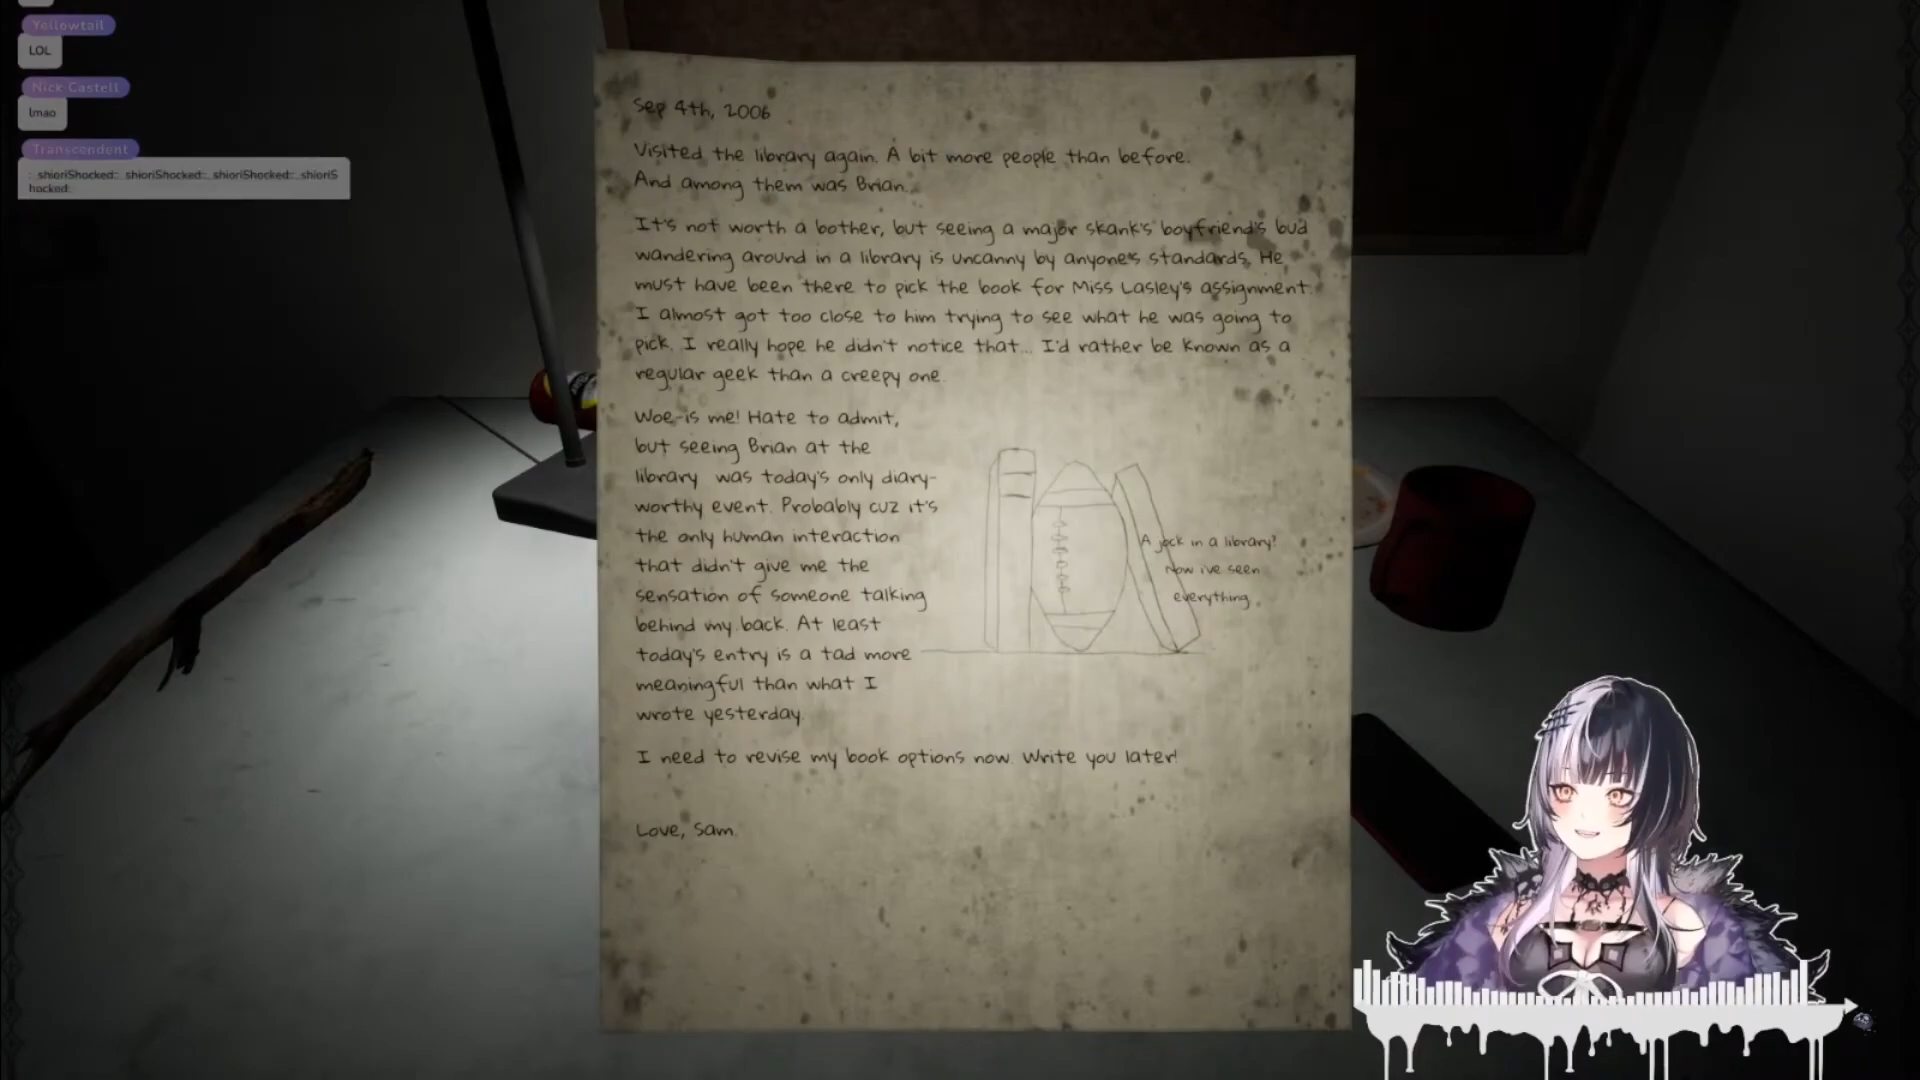 Yellowtail
LOL
Nick Castell
lmao
Transcendent
:_shioriShocked::_shioriShocked::_shioriShocked::_shioriS
hocked:
Sep 4th, 2006
Visited the library again. A bit more people than before.
And among them was Brian...
It's not worth a bother, but seeing a major skank's boyfriend's bud
wandering around in a library is uncanny by anyone's standards. He
must have been there to pick the book for Miss Lasley's assignment.
I almost got too close to him trying to see what he was going to
pick. I really hope he didn't notice that... I'd rather be known as a
regular geek than a creepy one.
Woe-is me! Hate to admit,
but seeing Brian at the
library was today's only diary-
worthy event. Probably cuz it's
the only human interaction
that didn't give me the
sensation of someone talking
behind my back. At least
today's entry is a tad more
meaningful than what I
wrote yesterday.
A jock in a library?
Now i've seen
everything.
I need to revise my book options now. Write you later!
Love, Sam.